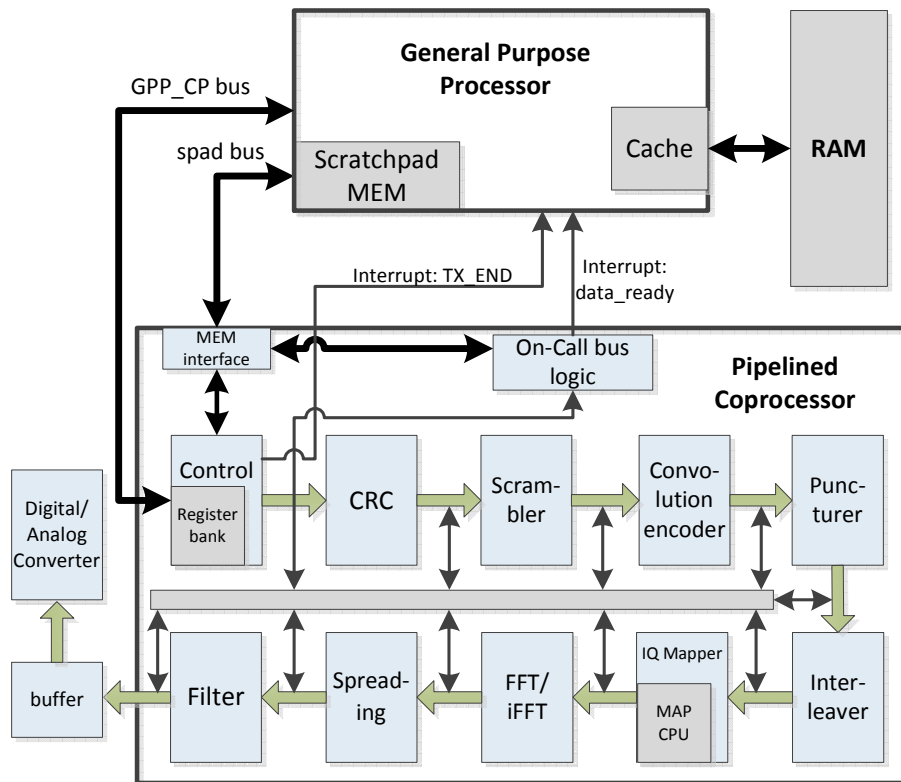 General Purpose
Processor
GPP_CP bus
spad bus
Scratchpad
MEM
Cache
RAM
Interrupt: TX_END
Interrupt:
data_ready
MEM
interface
On-Call bus
logic
Pipelined
Coprocessor
Control
Register
bank
CRC
Scram-
bler
Convo-
lution
encoder
Punc-
turer
Digital/
Analog
Converter
buffer
Filter
Spread-
ing
FFT/
iFFT
IQ Mapper
MAP
CPU
Inter-
leaver